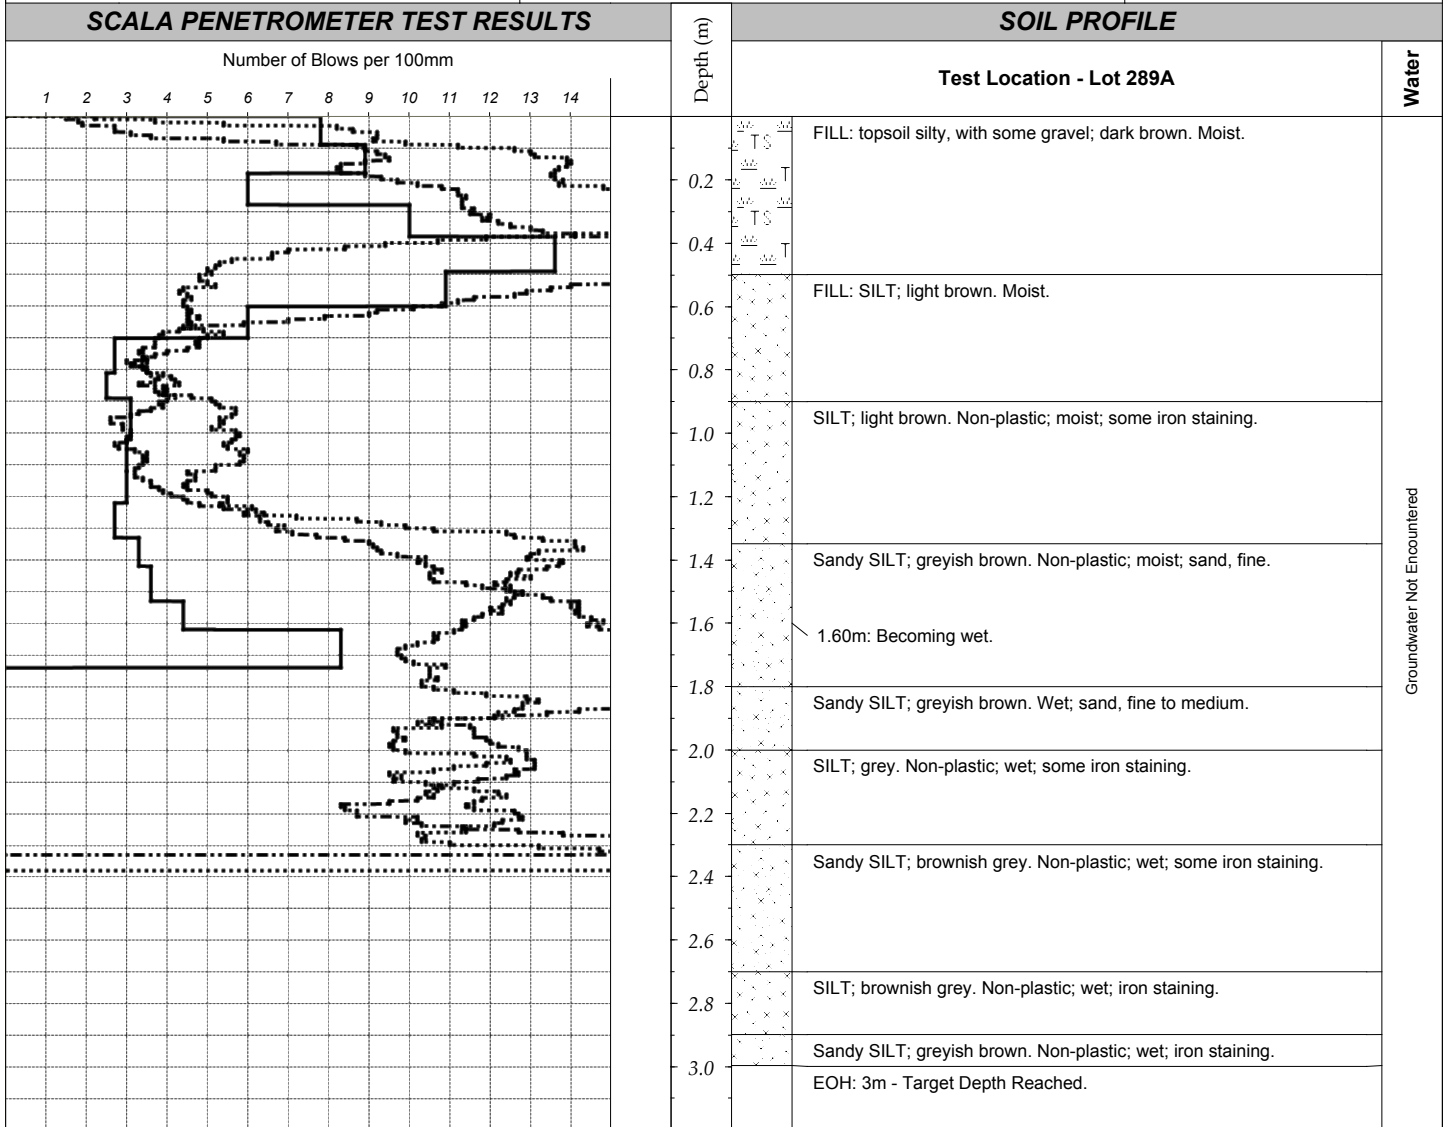 SCALA PENETROMETER TEST RESULTS
Number of Blows per 100mm
1 2 3 4 5 6 7 8 9 10 11 12 13 14
Depth (m)
SOIL PROFILE
Test Location - Lot 289A
Water
TS
T
TS
T
FILL: topsoil silty, with some gravel; dark brown. Moist.
0.2
0.4
FILL: SILT; light brown. Moist.
0.6
0.8
SILT; light brown. Non-plastic; moist; some iron staining.
1.0
1.2
Sandy SILT; greyish brown. Non-plastic; moist; sand, fine.
1.4
1.6
1.60m: Becoming wet.
1.8
Sandy SILT; greyish brown. Wet; sand, fine to medium.
2.0
SILT; grey. Non-plastic; wet; some iron staining.
2.2
Sandy SILT; brownish grey. Non-plastic; wet; some iron staining.
2.4
2.6
SILT; brownish grey. Non-plastic; wet; iron staining.
2.8
Sandy SILT; greyish brown. Non-plastic; wet; iron staining.
3.0
EOH: 3m - Target Depth Reached.
Groundwater Not Encountered